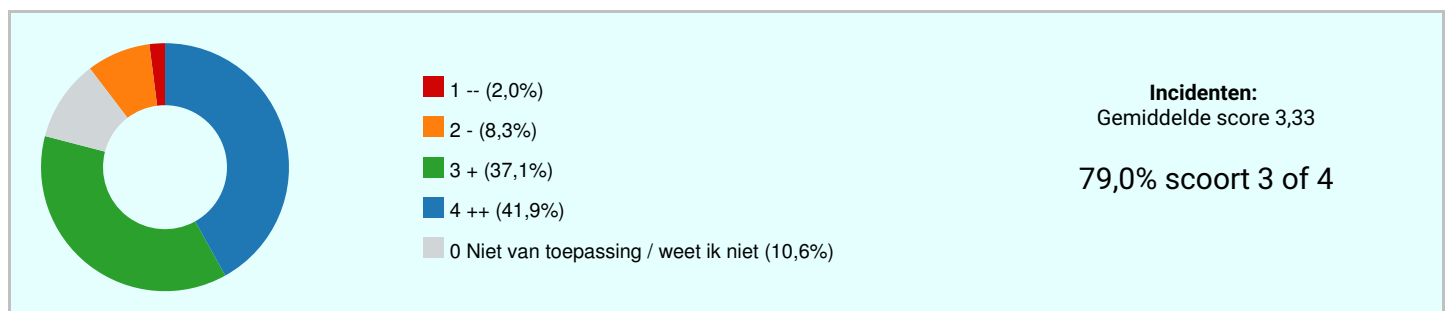 1 -- (2,0%)
2 - (8,3%)
3 + (37,1%)
4 ++ (41,9%)
0 Niet van toepassing / weet ik niet (10,6%)
Incidenten:
Gemiddelde score 3,33
79,0% scoort 3 of 4